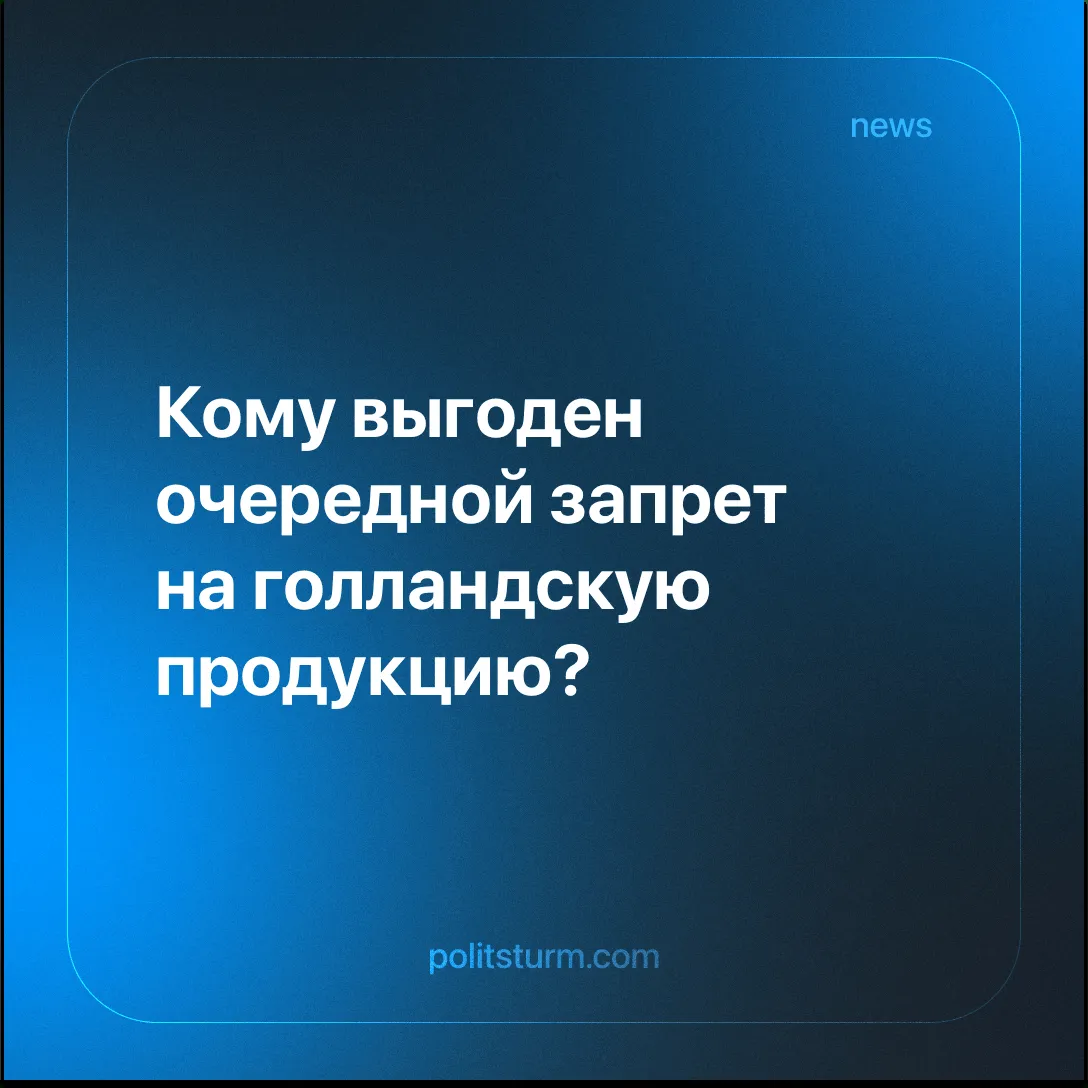 news
Кому выгоден
очередной запрет
на голландскую
продукцию?
politsturm.com